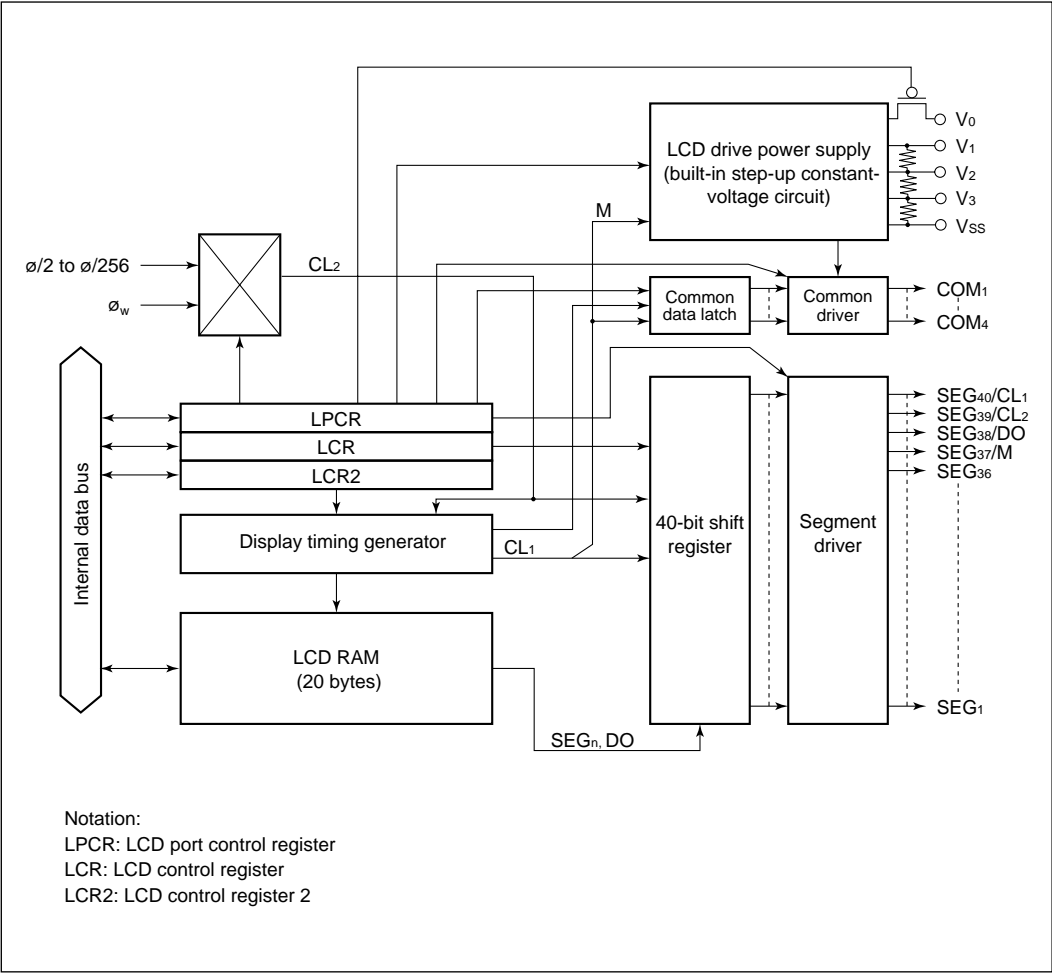 LCD drive power supply
(built-in step-up constant-
voltage circuit)
V0
V1
V2
V3
VSS
M
ø/2 to ø/256
øw
CL2
Common
data latch
Common
driver
COM1
COM4
Internal data bus
LPCR
LCR
LCR2
Display timing generator
CL1
LCD RAM
(20 bytes)
SEGn, DO
40-bit shift
register
Segment
driver
SEG40/CL1
SEG39/CL2
SEG38/DO
SEG37/M
SEG36
SEG1
Notation:
LPCR: LCD port control register
LCR: LCD control register
LCR2: LCD control register 2